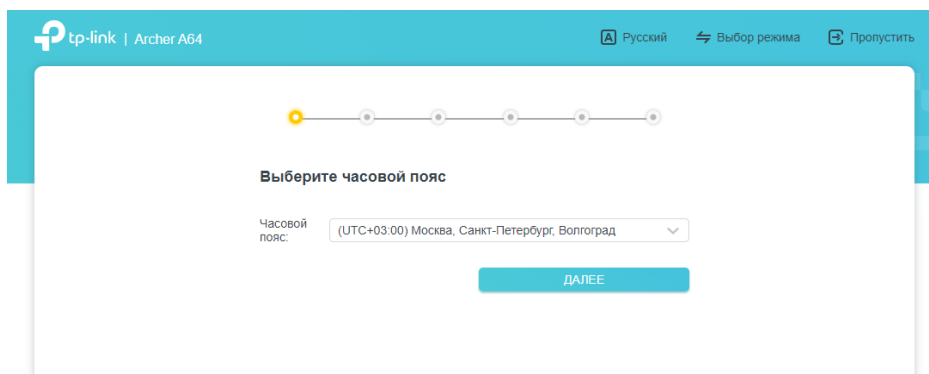 tp-link | Archer A64
Русский
Выбор режима
Пропустить
Выберите часовой пояс
Часовой
пояс:
(UTC+03:00) Москва, Санкт-Петербург, Волгоград
ДАЛЕЕ